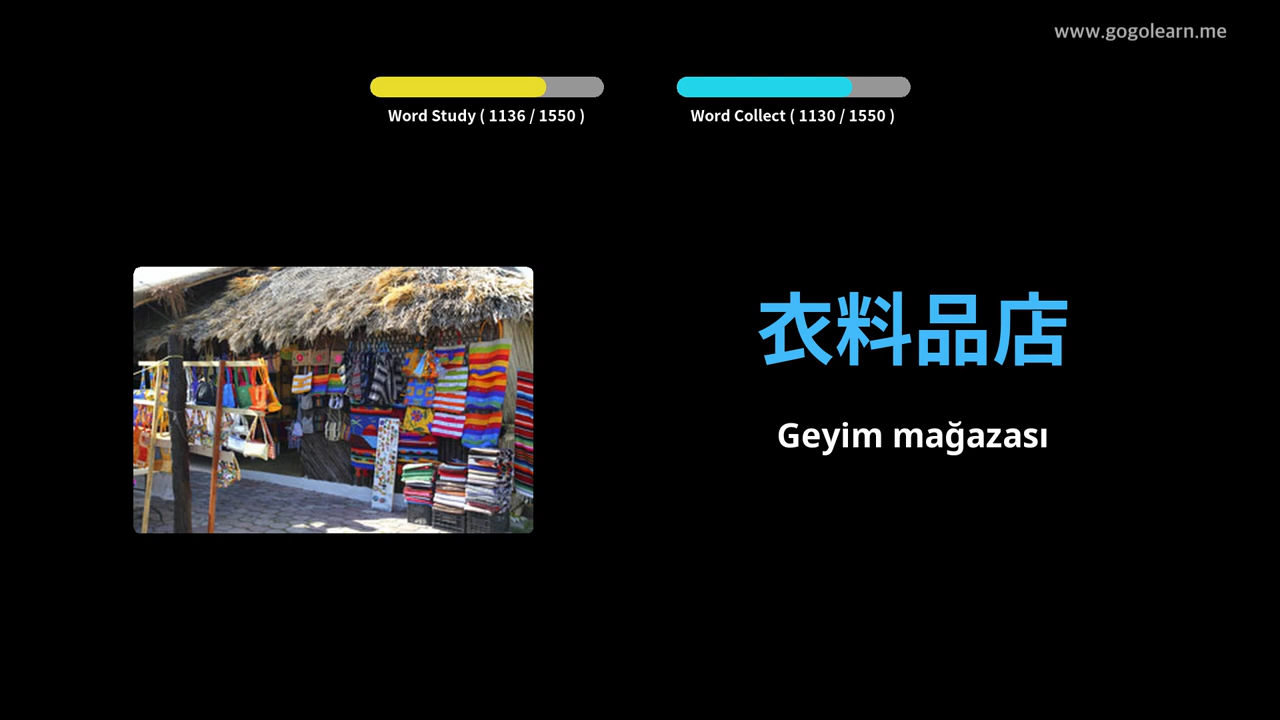 www.gogolearn.me
Word Study ( 1136 / 1550 )
Word Collect ( 1130 / 1550 )
衣料品店
Geyim mağazası